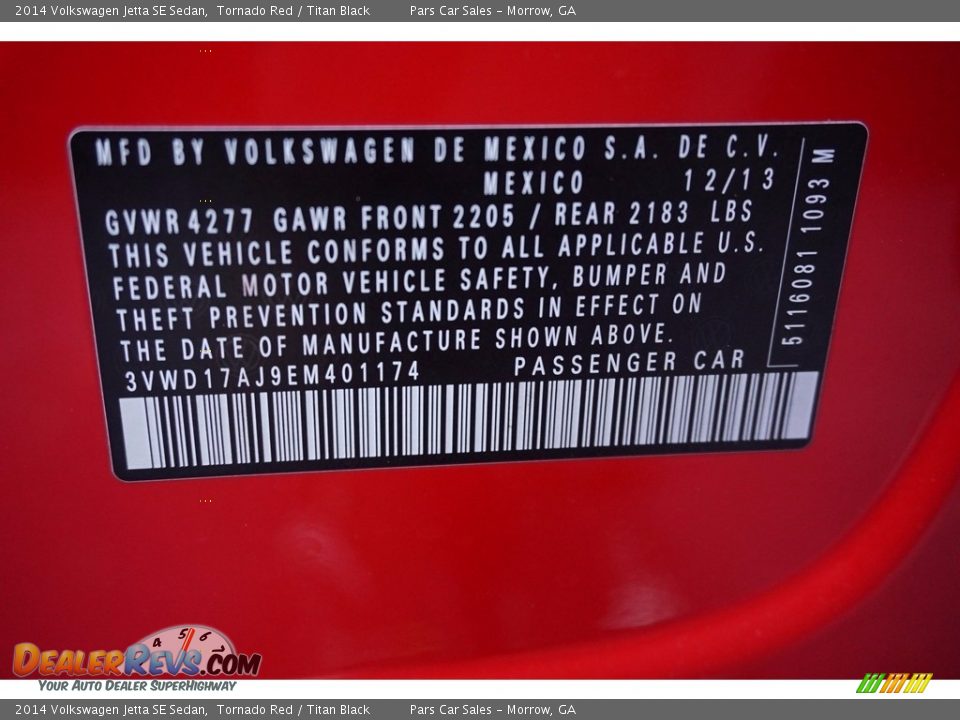 2014 Volkswagen Jetta SE Sedan, Tornado Red / Titan Black Pars Car Sales - Morrow, GA
MFD BY VOLKSWAGEN DE MEXICO S.A. DE C.V.
MEXICO 12/13
GVWR 4277 GAWR FRONT 2205 / REAR 2183 LBS
THIS VEHICLE CONFORMS TO ALL APPLICABLE U.S.
FEDERAL MOTOR VEHICLE SAFETY, BUMPER AND
THEFT PREVENTION STANDARDS IN EFFECT ON
THE DATE OF MANUFACTURE SHOWN ABOVE.
3VWD17AJ9EM401174 PASSENGER CAR
5116081 1093 M
4 5 6
DEALERREVS.COM
YOUR AUTO DEALER SUPERHIGHWAY
2014 Volkswagen Jetta SE Sedan, Tornado Red / Titan Black Pars Car Sales - Morrow, GA